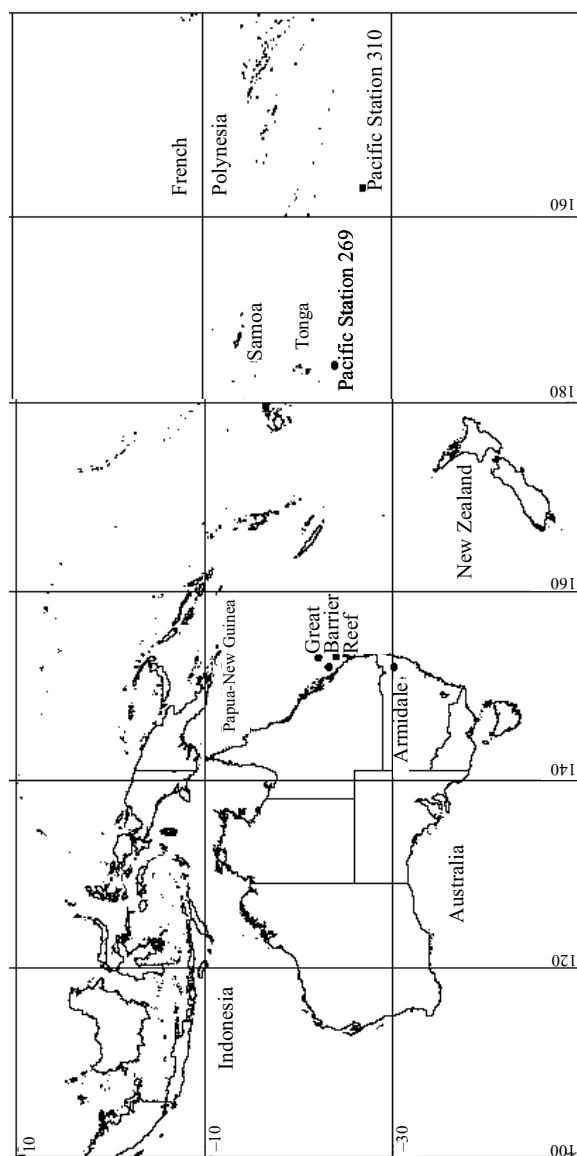 French
Polynesia
Pacific Station 310
160
Samoa
Tonga
Pacific Station 269
180
New Zealand
160
Papua-New Guinea
Great
Barrier
Reef
Armidale
140
Australia
120
Indonesia
10
−10
−30
100